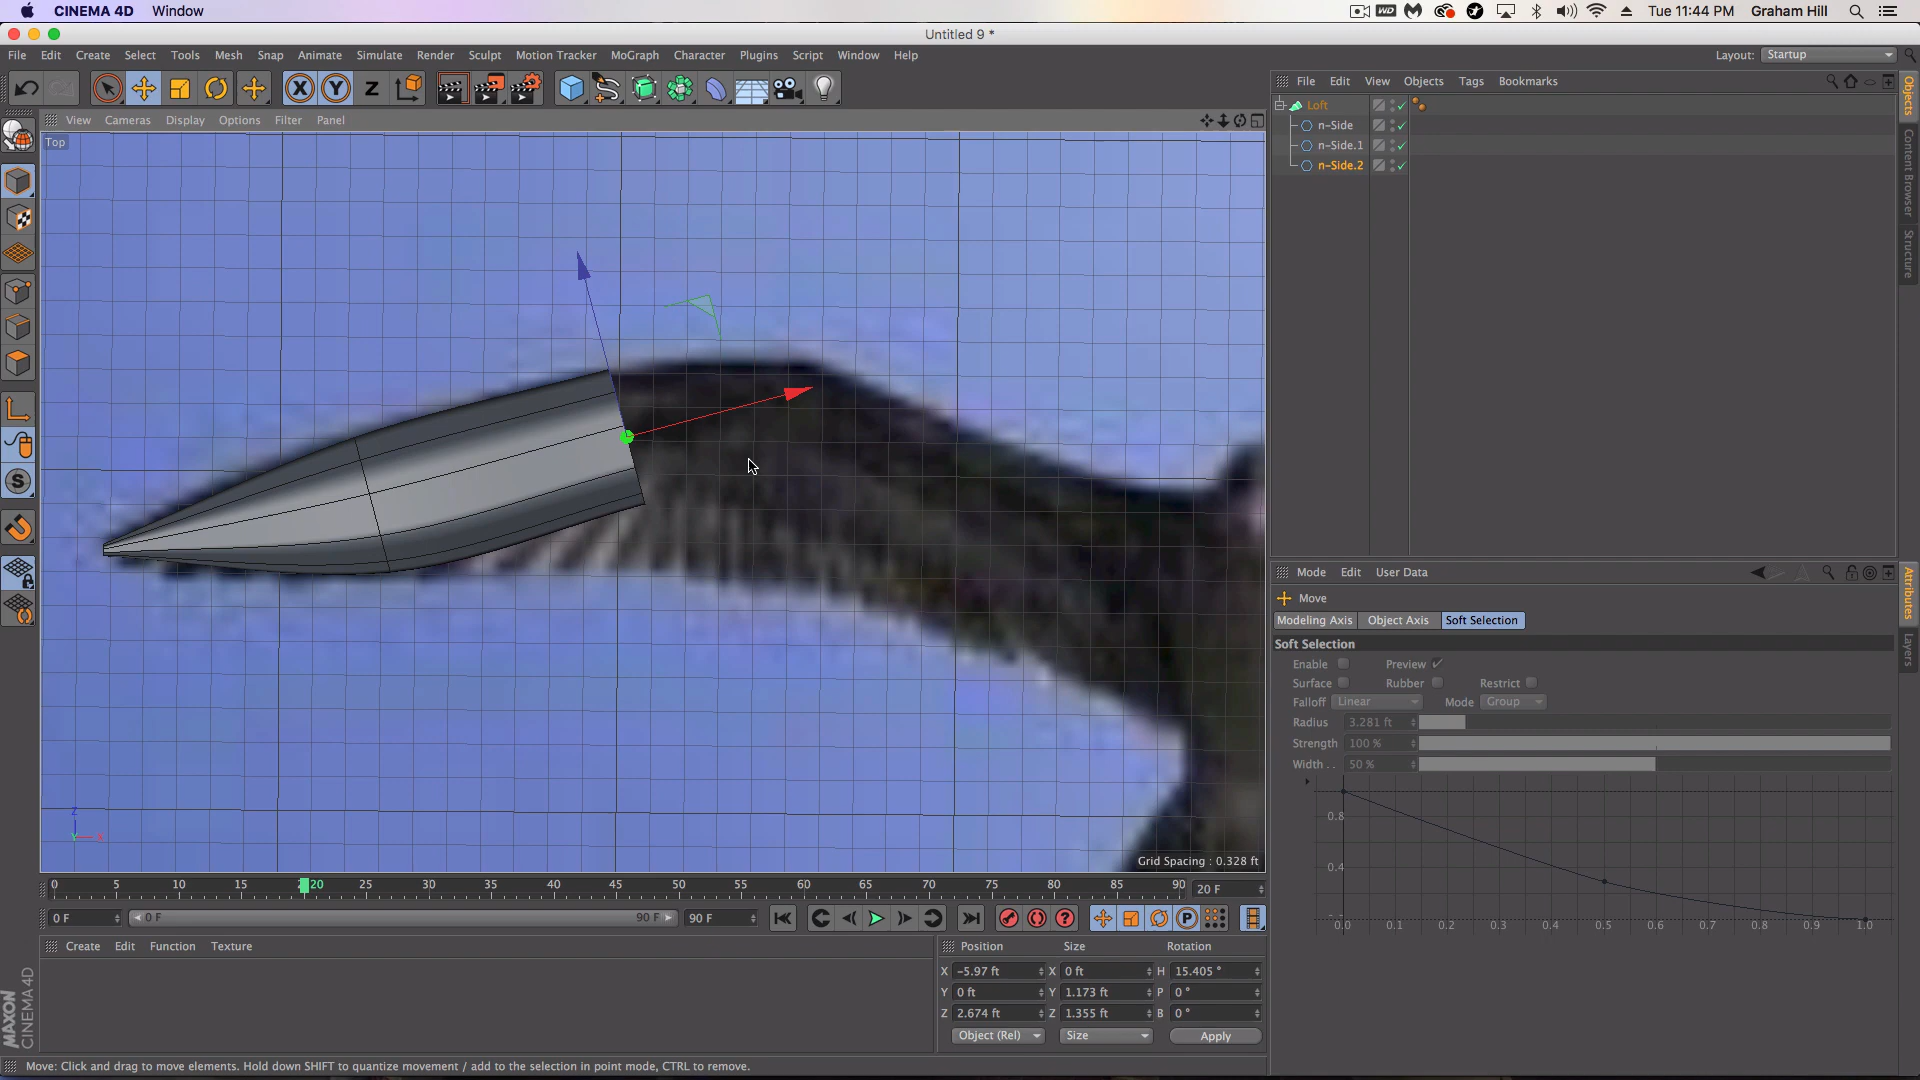 CINEMA 4D Window
WD
Tue 11:44 PM Graham Hill
Untitled 9 *
File Edit Create Select Tools Mesh Snap Animate Simulate Render Sculpt Motion Tracker MoGraph Character Plugins Script Window Help
Layout: Startup
X Y Z
File Edit View Objects Tags Bookmarks
View Cameras Display Options Filter Panel
Top
Loft
n-Side
n-Side.1
n-Side.2
Objects
Content Browser
Structure
Mode Edit User Data
Move
Modeling Axis Object Axis Soft Selection
Soft Selection
Enable Preview
Surface Rubber Restrict
Falloff Linear Mode Group
Radius 3.281 ft
Strength 100 %
Width . . 50 %
0.8
0.4
0.0 0.1 0.2 0.3 0.4 0.5 0.6 0.7 0.8 0.9 1.0
Attributes
Layers
Z
Y X
Grid Spacing : 0.328 ft
0 5 10 15 20 25 30 35 40 45 50 55 60 65 70 75 80 85 90 20 F
0 F 0 F 90 F 90 F
P
Create Edit Function Texture
Position Size Rotation
X -5.97 ft X 0 ft H 15.405 °
Y 0 ft Y 1.173 ft P 0 °
Z 2.674 ft Z 1.355 ft B 0 °
Object (Rel) Size Apply
MAXON
CINEMA 4D
Move: Click and drag to move elements. Hold down SHIFT to quantize movement / add to the selection in point mode, CTRL to remove.